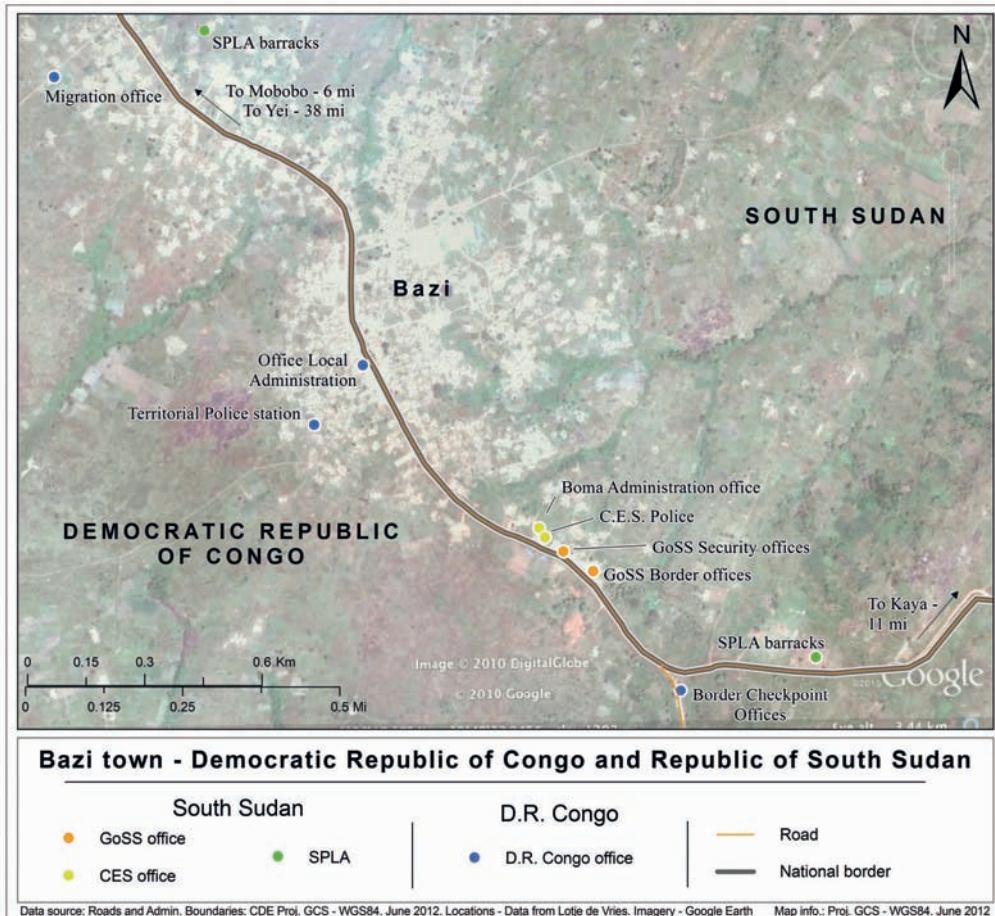 N
SPLA barracks
Migration office
To Mobobo - 6 mi
To Yei - 38 mi
SOUTH SUDAN
Bazi
Office Local
Administration
Territorial Police station
Boma Administration office
C.E.S. Police
DEMOCRATIC REPUBLIC
OF CONGO
GoSS Security offices
GoSS Border offices
To Kaya -
11 mi
SPLA barracks
0 0.15 0.3 0.6 Km
0 0.125 0.25 0.5 Mi
Image © 2010 DigitalGlobe
© 2010 Google
Google
Border Checkpoint
Offices
Eye alt 3.44 km
Bazi town - Democratic Republic of Congo and Republic of South Sudan
South Sudan
GoSS office
CES office
SPLA
D.R. Congo
D.R. Congo office
Road
National border
Data source: Roads and Admin. Boundaries: CDE Proj. GCS - WGS84, June 2012. Locations - Data from Lotje de Vries. Imagery - Google Earth
Map info.: Proj. GCS - WGS84, June 2012